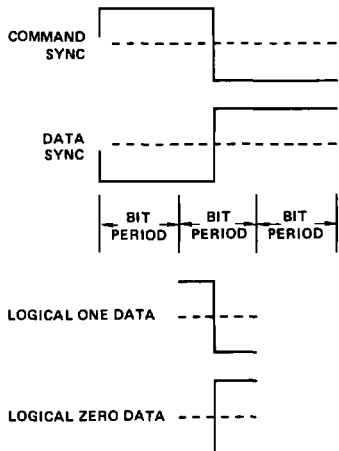 COMMAND
SYNC
DATA
SYNC
BIT
PERIOD
BIT
PERIOD
BIT
PERIOD
LOGICAL ONE DATA
LOGICAL ZERO DATA